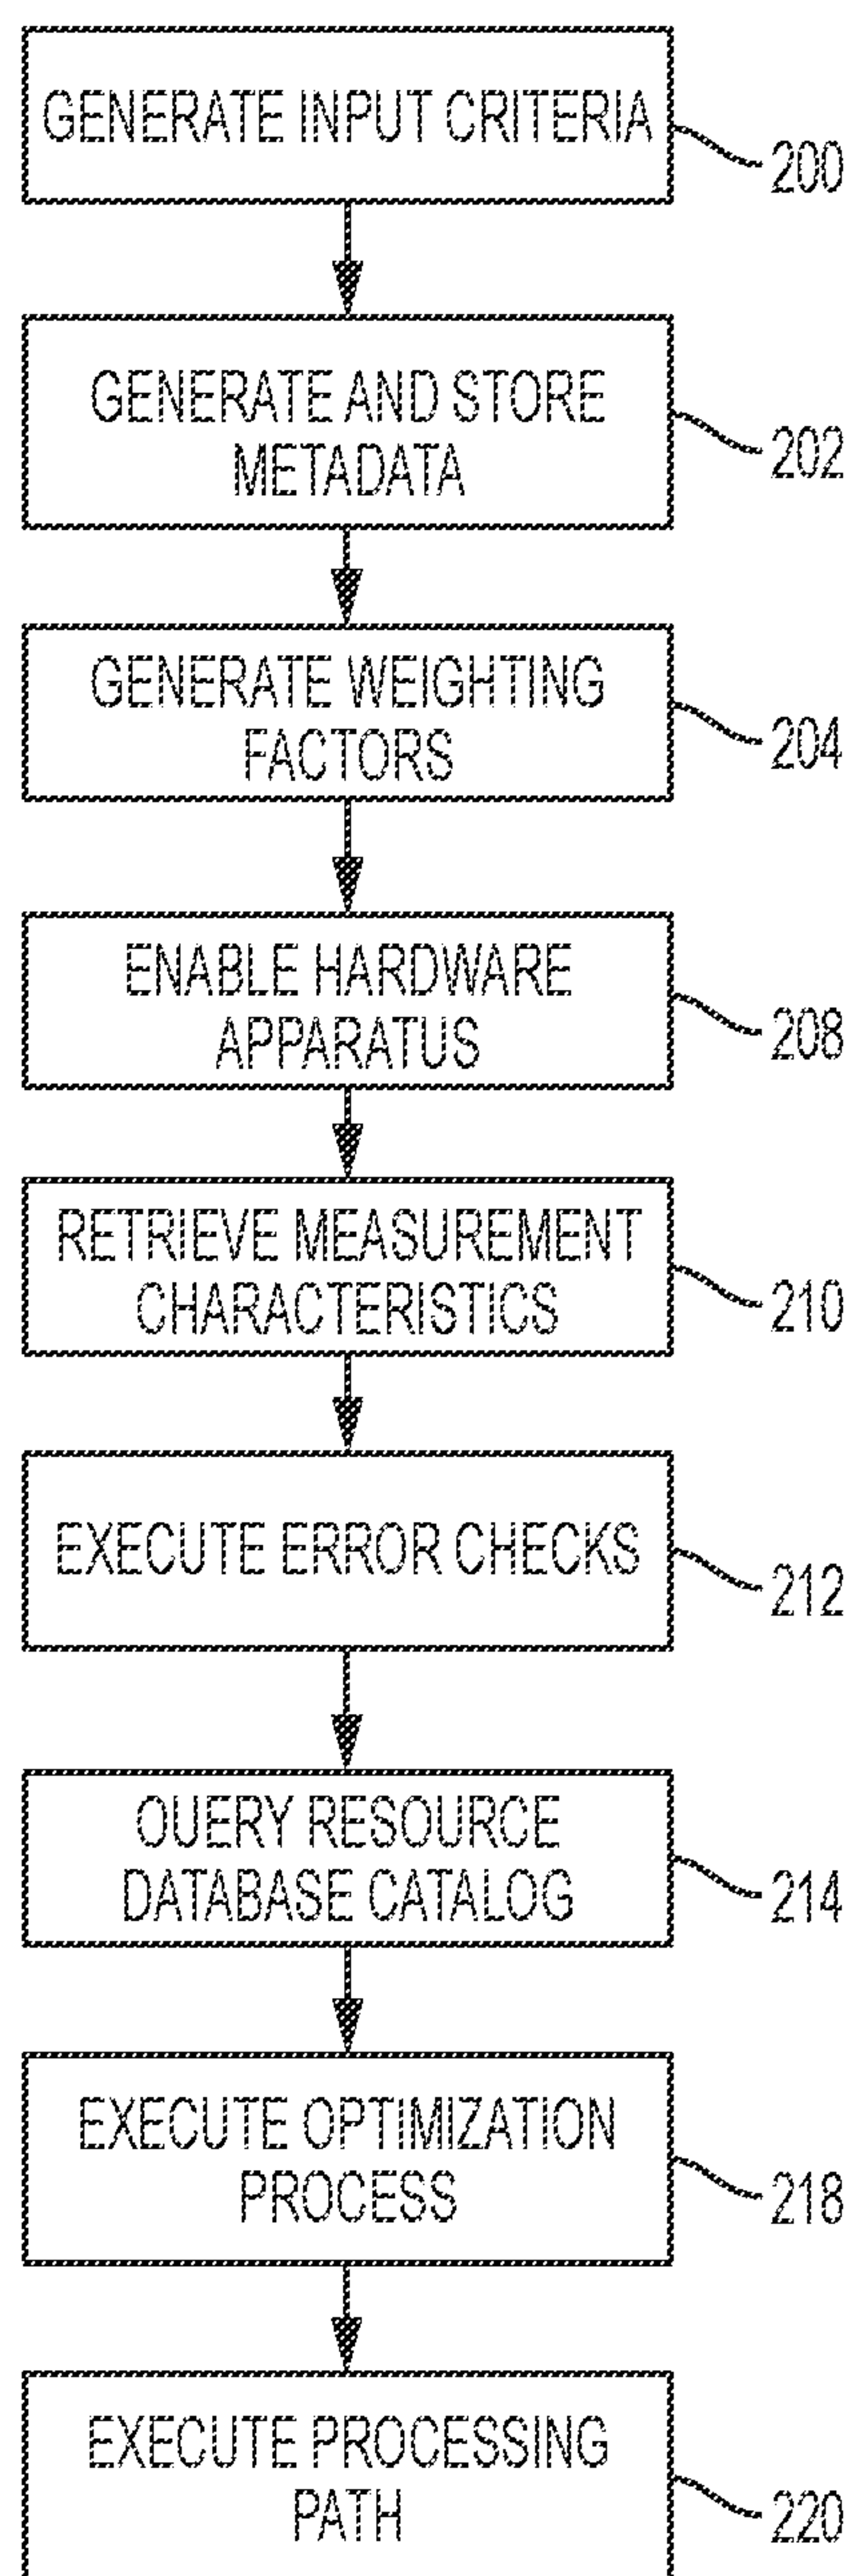 GENERATE INPUT CRITERIA
200
GENERATE AND STORE
METADATA
202
GENERATE WEIGHTING
FACTORS
204
ENABLE HARDWARE
APPARATUS
208
RETRIEVE MEASUREMENT
CHARACTERISTICS
210
EXECUTE ERROR CHECKS
212
QUERY RESOURCE
DATABASE CATALOG
214
EXECUTE OPTIMIZATION
PROCESS
218
EXECUTE PROCESSING
PATH
220